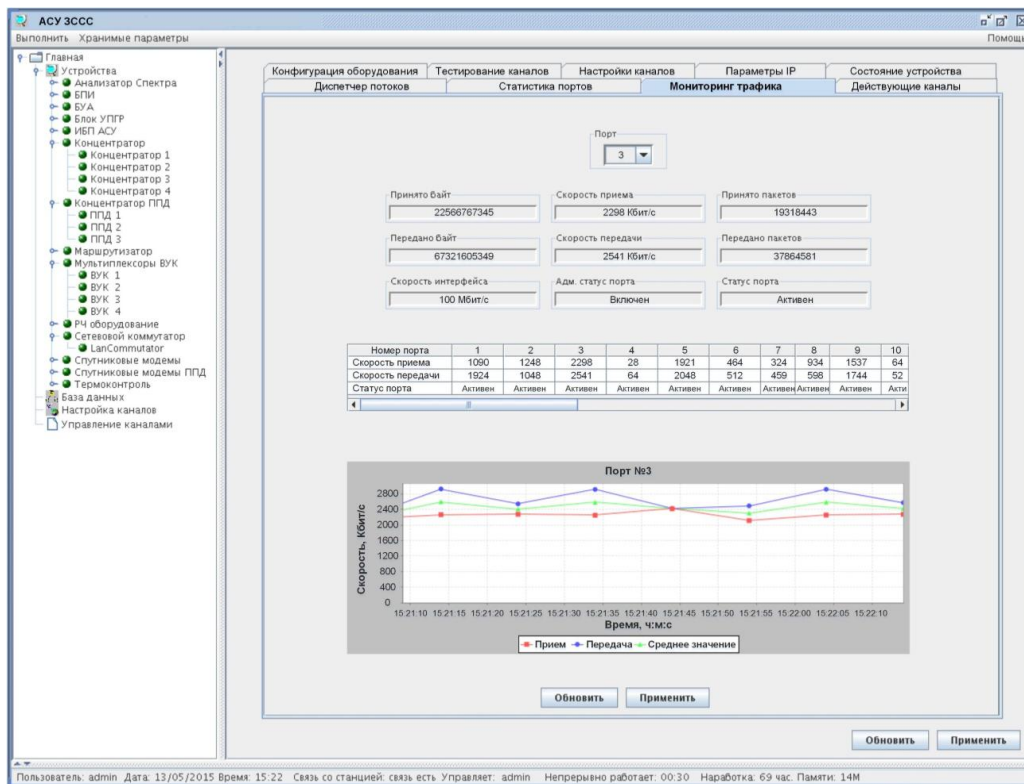 АСУ ЗССС
Выполнить Хранимые параметры Помощь
Главная
Устройства
Анализатор Спектра
БПИ
БУА
Блок УПГР
ИБП АСУ
Концентратор
Концентратор 1
Концентратор 2
Концентратор 3
Концентратор 4
Концентратор ППД
ППД 1
ППД 2
ППД 3
Маршрутизатор
Мультиплексоры ВУК
ВУК 1
ВУК 2
ВУК 3
ВУК 4
РЧ оборудование
Сетевовой коммутатор
LanCommutator
Спутниковые модемы
Спутниковые модемы ППД
Термоконтроль
База данных
Настройка каналов
Управление каналами
Конфигурация оборудования Тестирование каналов Настройки каналов Параметры IP Состояние устройства
Диспетчер потоков Статистика портов Мониторинг трафика Действующие каналы
Порт
3
Принято байт Скорость приема Принято пакетов
22566767345 2298 Кбит/с 19318443
Передано байт Скорость передачи Передано пакетов
67321605349 2541 Кбит/с 37864581
Скорость интерфейса Адм. статус порта Статус порта
100 Мбит/с Включен Активен
Номер порта 1 2 3 4 5 6 7 8 9 10
Скорость приема 1090 1248 2298 28 1921 464 324 934 1537 64
Скорость передачи 1924 1048 2541 64 2048 512 459 598 1744 52
Статус порта Активен Активен Активен Активен Активен Активен Активен Активен Активен Акти
Порт №3
Скорость, Кбит/с
2800
2400
2000
1600
1200
800
400
0
15:21:10 15:21:15 15:21:20 15:21:25 15:21:30 15:21:35 15:21:40 15:21:45 15:21:50 15:21:55 15:22:00 15:22:05 15:22:10
Время, ч:м:с
Прием Передача Среднее значение
Обновить Применить
Обновить Применить
Пользователь: admin Дата: 13/05/2015 Время: 15:22 Связь со станцией: связь есть Управляет: admin Непрерывно работает: 00:30 Наработка: 69 час. Памяти: 14М